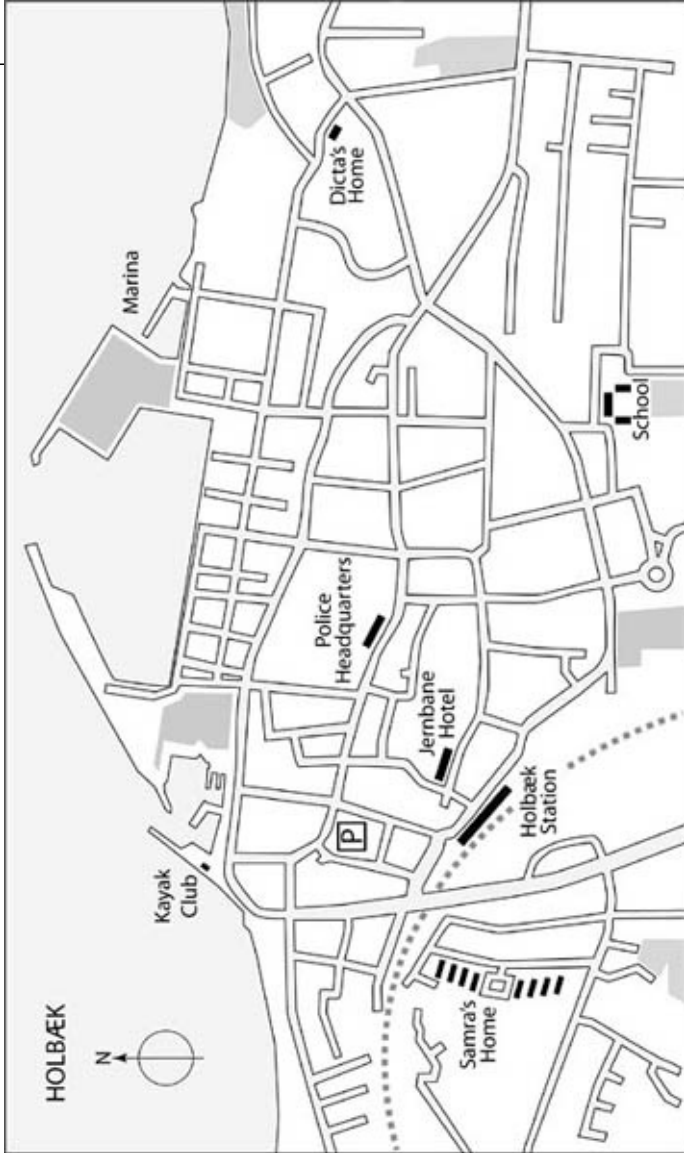 HOLBÆK
N
Kayak
Club
Marina
Dicta's
Home
Police
Headquarters
Jernbane
Hotel
P
Holbæk
Station
Samra's
Home
School